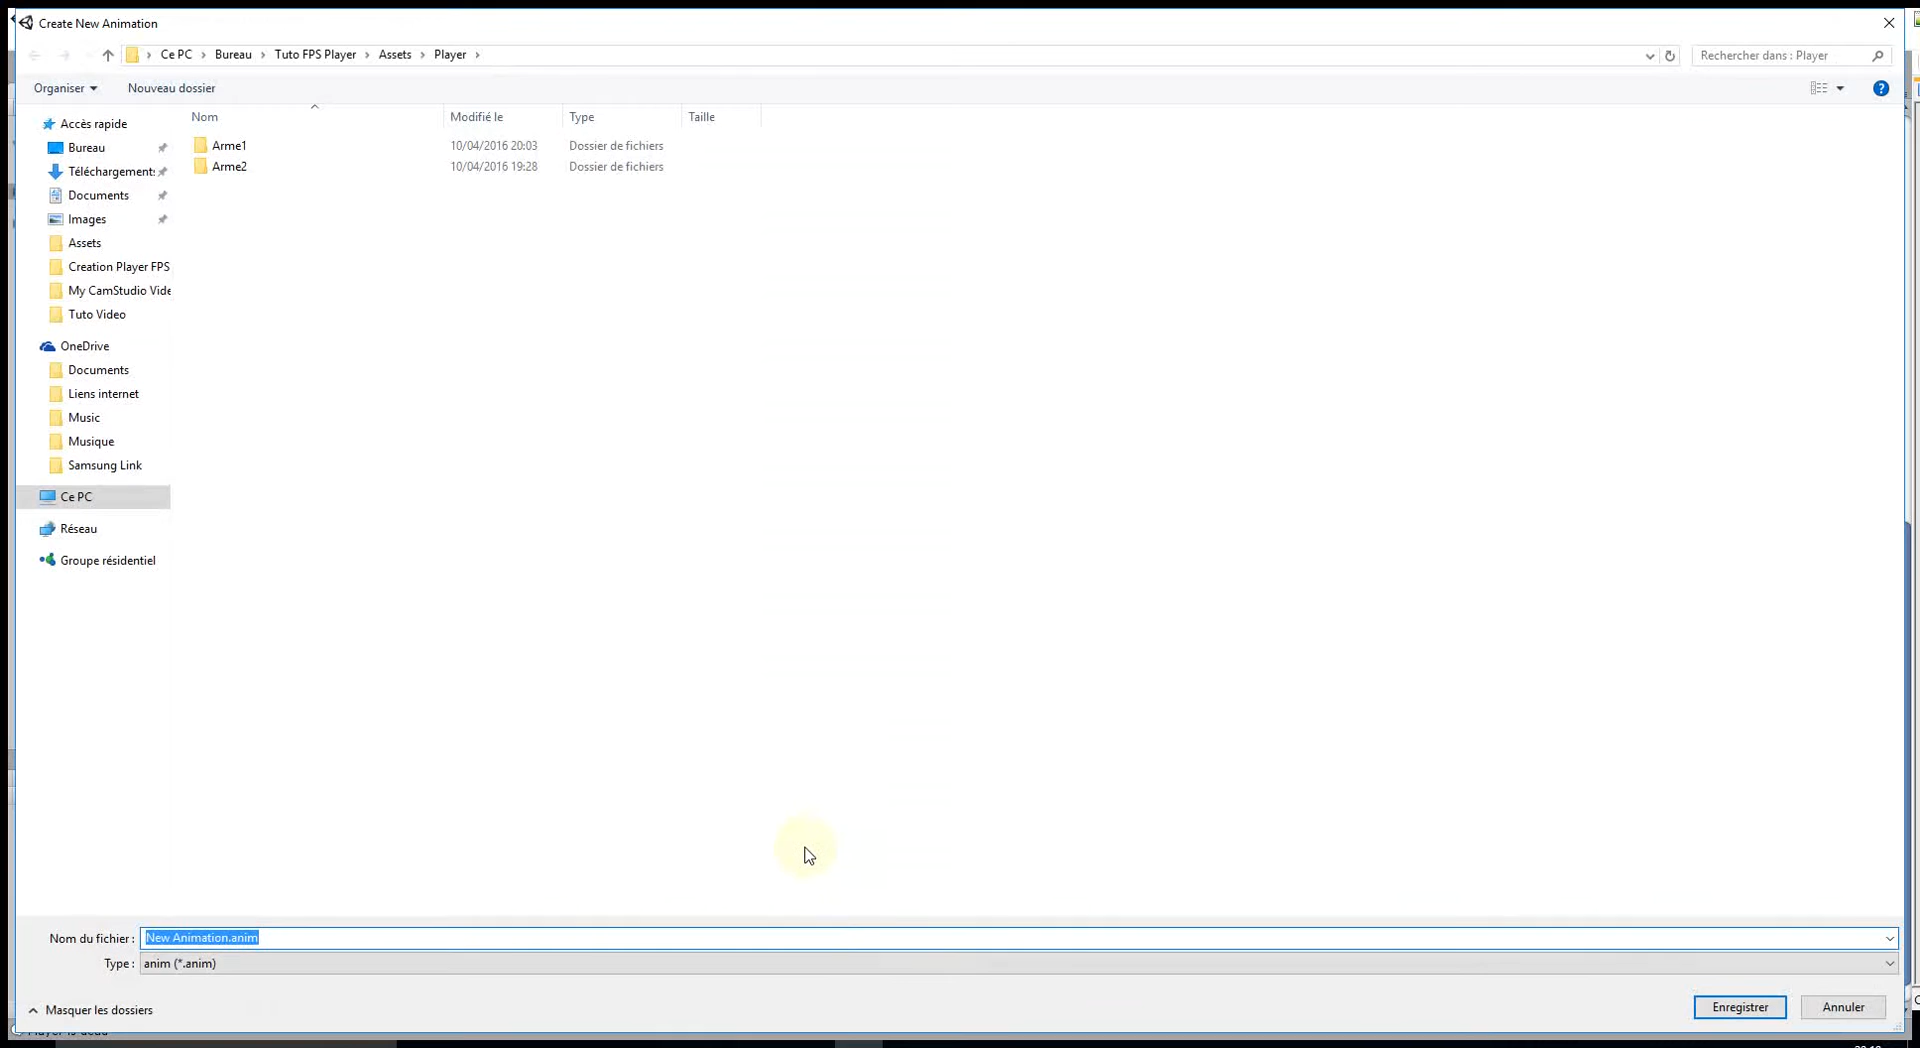 Create New Animation
Ce PC > Bureau > Tuto FPS Player > Assets > Player >
Rechercher dans : Player
Organiser
Nouveau dossier
Nom Modifié le Type Taille
Arme1 10/04/2016 20:03 Dossier de fichiers
Arme2 10/04/2016 19:28 Dossier de fichiers
Accès rapide
Bureau
Téléchargements
Documents
Images
Assets
Creation Player FPS
My CamStudio Vide
Tuto Video
OneDrive
Documents
Liens internet
Music
Musique
Samsung Link
Ce PC
Réseau
Groupe résidentiel
Nom du fichier : New Animation.anim
Type : anim (*.anim)
Masquer les dossiers
Enregistrer
Annuler